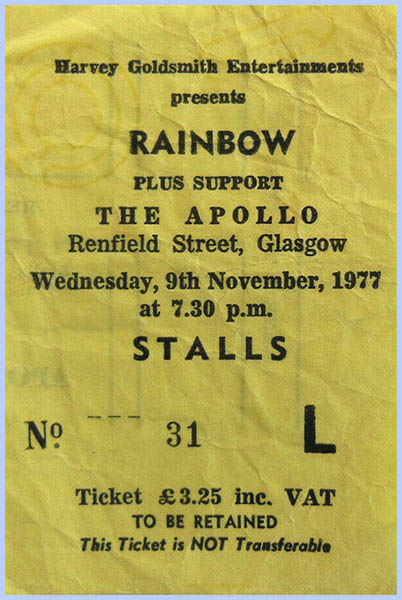 Harvey Goldsmith Entertainments
presents
RAINBOW
PLUS SUPPORT
THE APOLLO
Renfield Street, Glasgow
Wednesday, 9th November, 1977
at 7.30 p.m.
STALLS
Nº --- 31 L
Ticket £3.25 inc. VAT
TO BE RETAINED
This Ticket is NOT Transferable